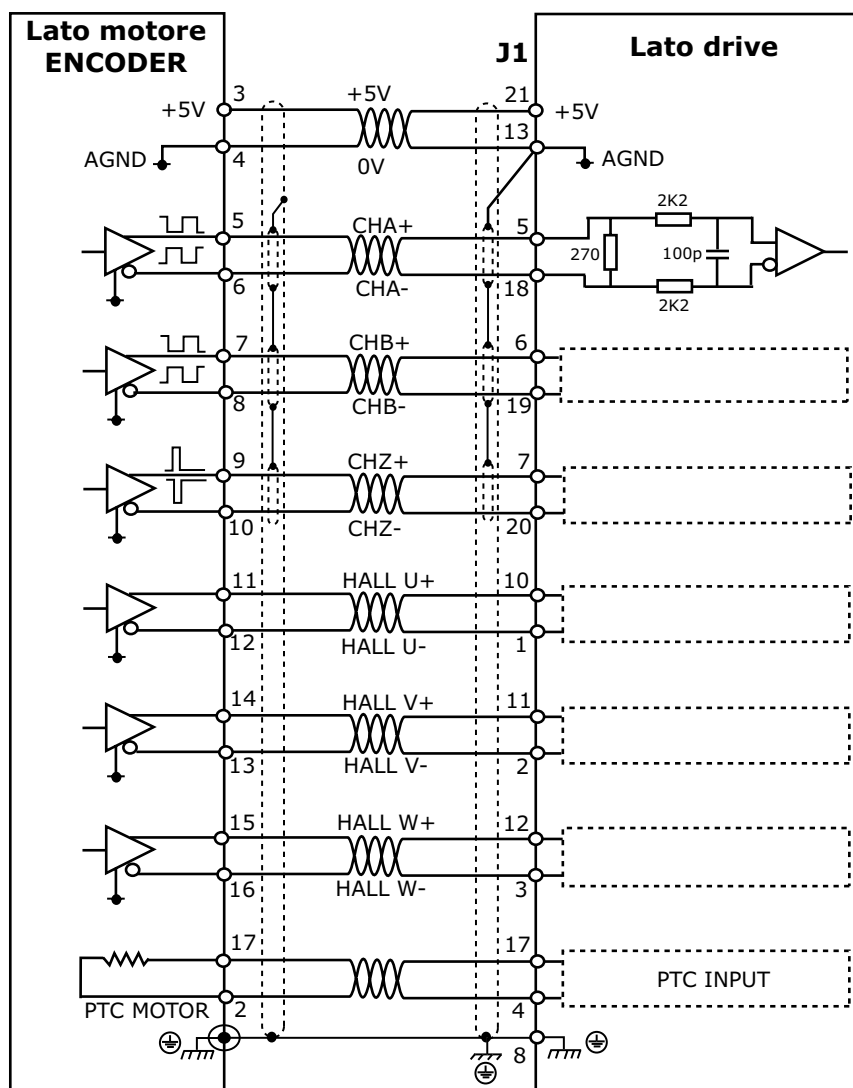 Lato motore
ENCODER
J1
Lato drive
3
+5V
21
+5V
+5V
13
AGND
4
0V
AGND
5
CHA+
5
2K2
270
100p
6
CHA-
18
2K2
7
CHB+
6
8
CHB-
19
9
CHZ+
7
10
CHZ-
20
11
HALL U+
10
12
HALL U-
1
14
HALL V+
11
13
HALL V-
2
15
HALL W+
12
16
HALL W-
3
17
17
PTC INPUT
PTC MOTOR
2
4
8